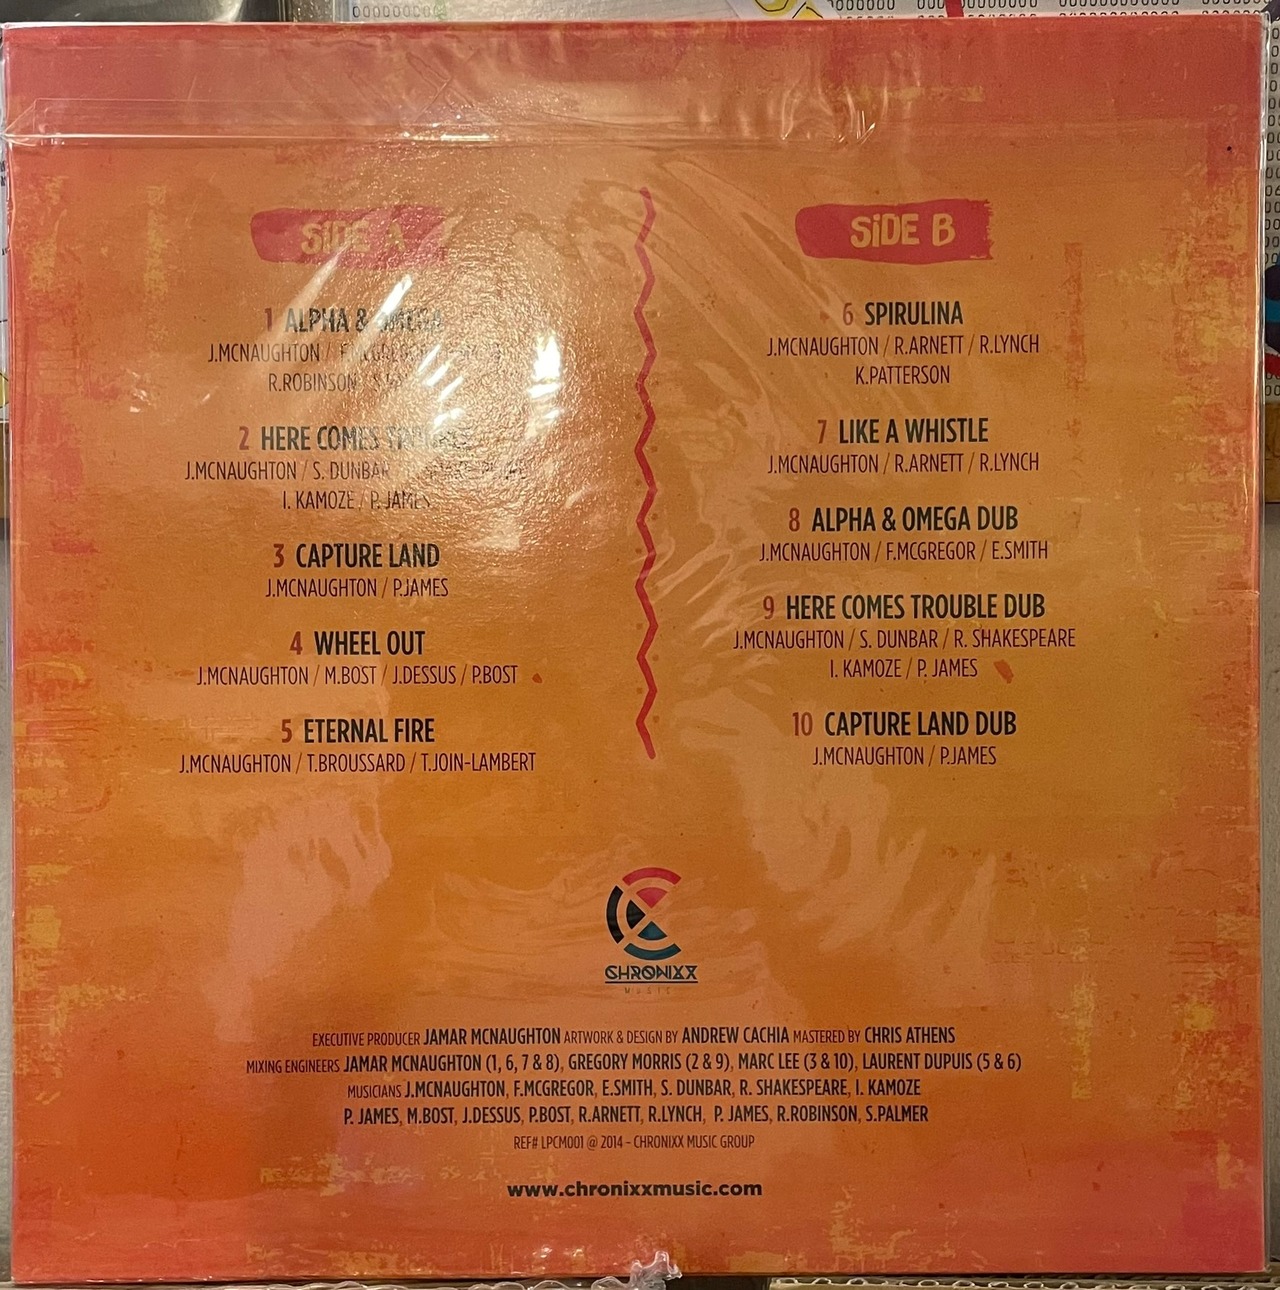 SiDE A
1 ALPHA & OMEGA
J.MCNAUGHTON / F.MCGREGOR
R.ROBINSON
2 HERE COMES TROUBLE
J.MCNAUGHTON / S. DUNBAR / R. SHAKESPEARE
I. KAMOZE / P. JAMES
3 CAPTURE LAND
J.MCNAUGHTON / P.JAMES
4 WHEEL OUT
J.MCNAUGHTON / M.BOST / J.DESSUS / P.BOST
5 ETERNAL FIRE
J.MCNAUGHTON / T.BROUSSARD / T.JOIN-LAMBERT
SiDE B
6 SPIRULINA
J.MCNAUGHTON / R.ARNETT / R.LYNCH
K.PATTERSON
7 LIKE A WHISTLE
J.MCNAUGHTON / R.ARNETT / R.LYNCH
8 ALPHA & OMEGA DUB
J.MCNAUGHTON / F.MCGREGOR / E.SMITH
9 HERE COMES TROUBLE DUB
J.MCNAUGHTON / S. DUNBAR / R. SHAKESPEARE
I. KAMOZE / P. JAMES
10 CAPTURE LAND DUB
J.MCNAUGHTON / P.JAMES
CHRONIXX
MUSIC
EXECUTIVE PRODUCER JAMAR MCNAUGHTON ARTWORK & DESIGN BY ANDREW CACHIA MASTERED BY CHRIS ATHENS
MIXING ENGINEERS JAMAR MCNAUGHTON (1, 6, 7 & 8), GREGORY MORRIS (2 & 9), MARC LEE (3 & 10), LAURENT DUPUIS (5 & 6)
MUSICIANS J.MCNAUGHTON, F.MCGREGOR, E.SMITH, S. DUNBAR, R. SHAKESPEARE, I. KAMOZE
P. JAMES, M.BOST, J.DESSUS, P.BOST, R.ARNETT, R.LYNCH, P. JAMES, R.ROBINSON, S.PALMER
REF# LPCM001 @ 2014 - CHRONIXX MUSIC GROUP
www.chronixxmusic.com